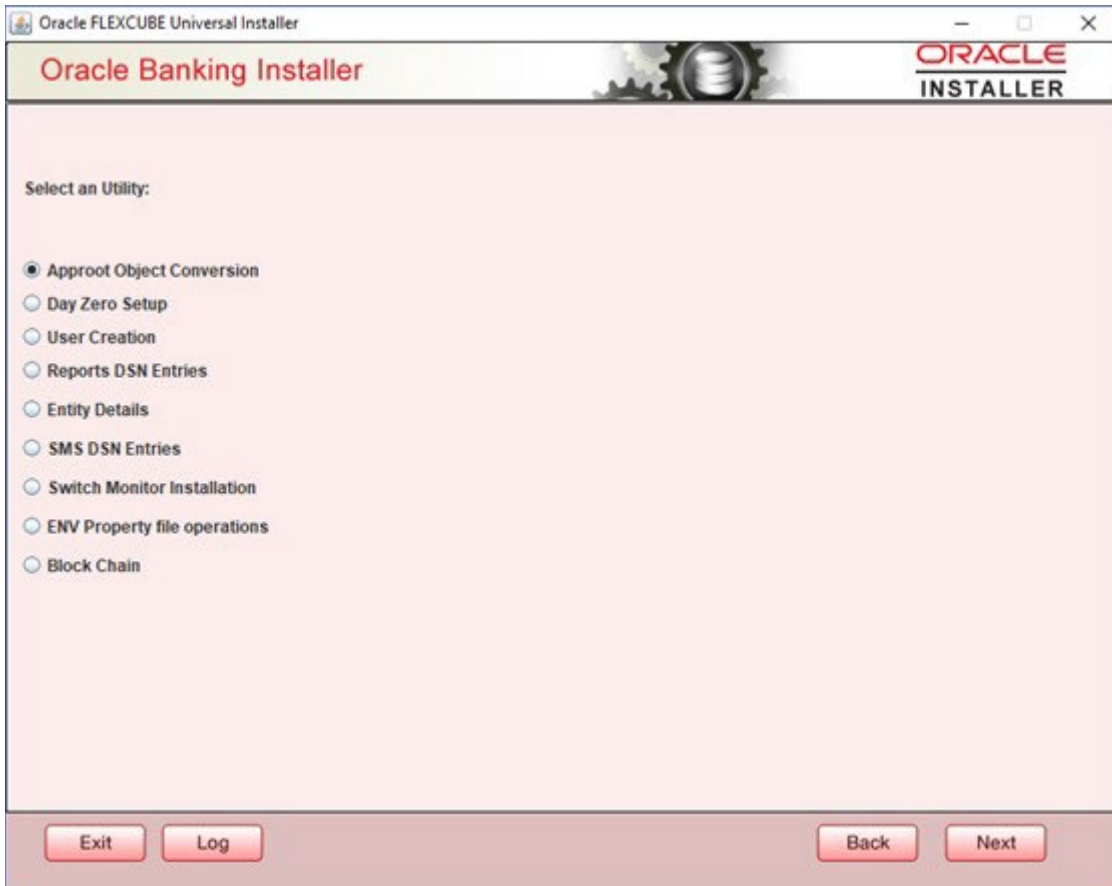 Oracle FLEXCUBE Universal Installer
Oracle Banking Installer
ORACLE
INSTALLER
Select an Utility:
Approot Object Conversion
Day Zero Setup
User Creation
Reports DSN Entries
Entity Details
SMS DSN Entries
Switch Monitor Installation
ENV Property file operations
Block Chain
Exit
Log
Back
Next